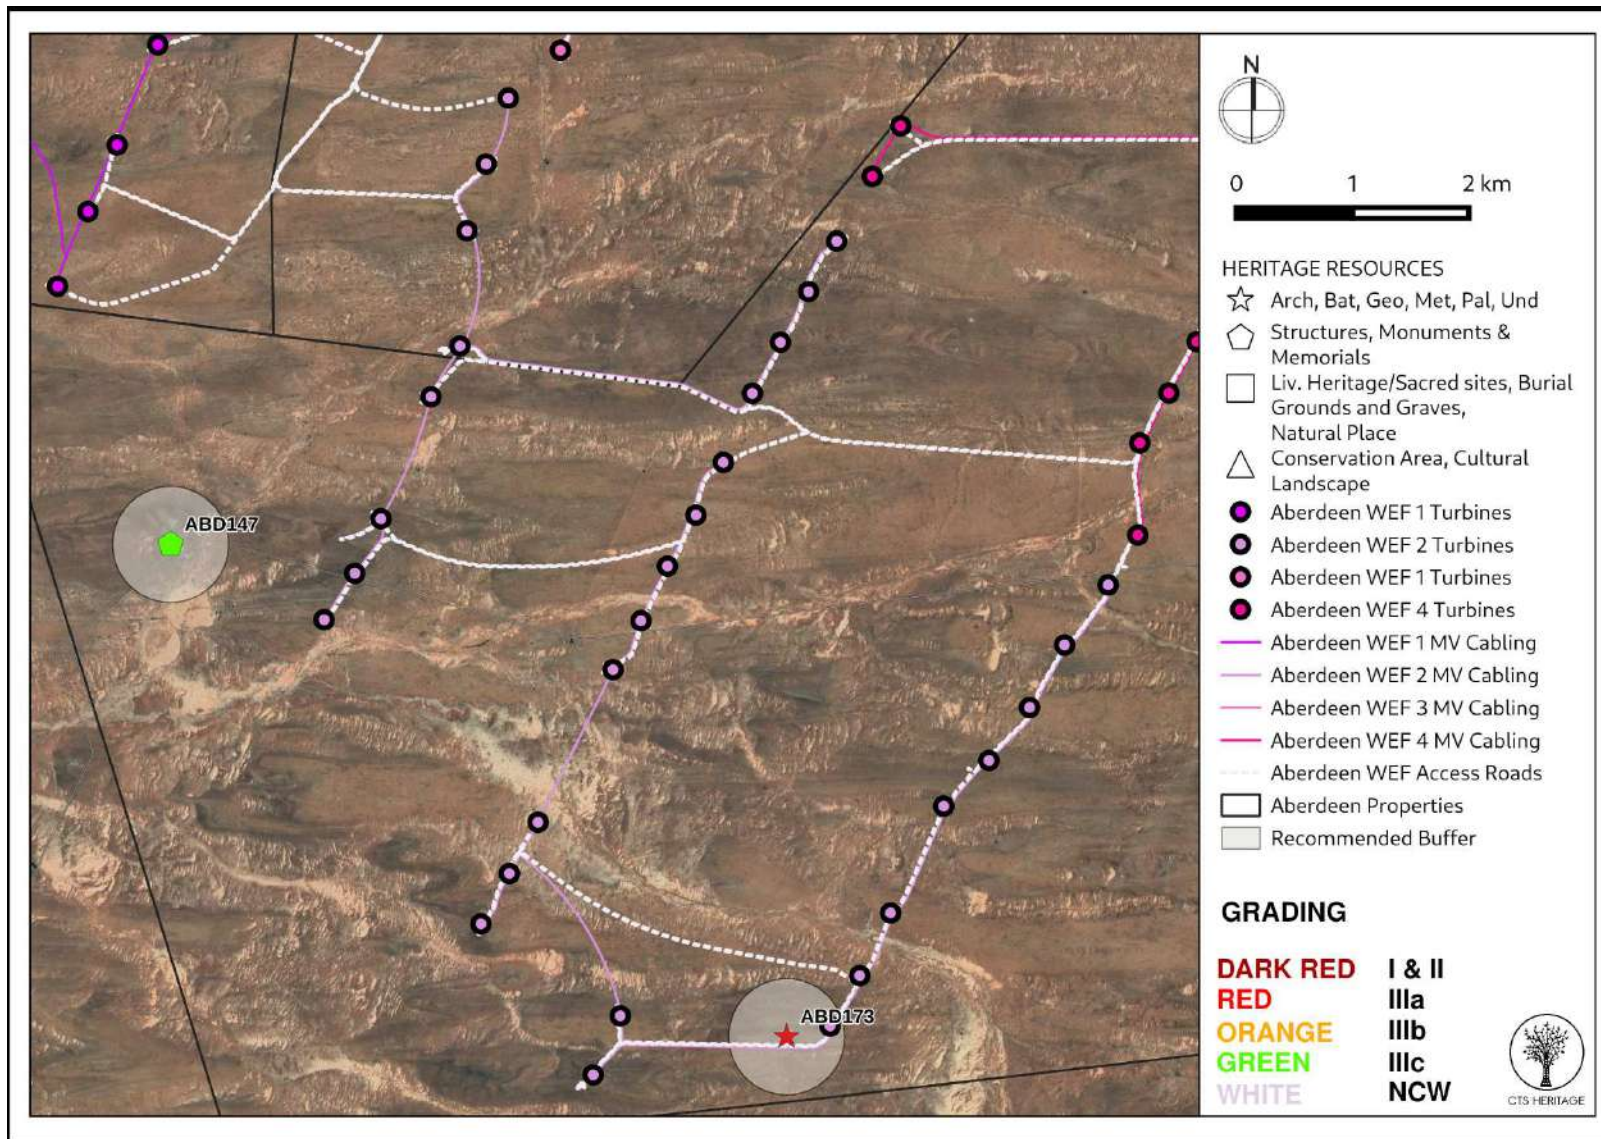 N
0 1 2 km
HERITAGE RESOURCES
Arch, Bat, Geo, Met, Pal, Und
Structures, Monuments &
Memorials
Liv. Heritage/Sacred sites, Burial
Grounds and Graves,
Natural Place
Conservation Area, Cultural
Landscape
Aberdeen WEF 1 Turbines
Aberdeen WEF 2 Turbines
Aberdeen WEF 1 Turbines
Aberdeen WEF 4 Turbines
Aberdeen WEF 1 MV Cabling
Aberdeen WEF 2 MV Cabling
Aberdeen WEF 3 MV Cabling
Aberdeen WEF 4 MV Cabling
Aberdeen WEF Access Roads
Aberdeen Properties
Recommended Buffer
GRADING
DARK RED I & II
RED IIIa
ORANGE IIIb
GREEN IIIc
WHITE NCW
CTS HERITAGE
ABD147
ABD173